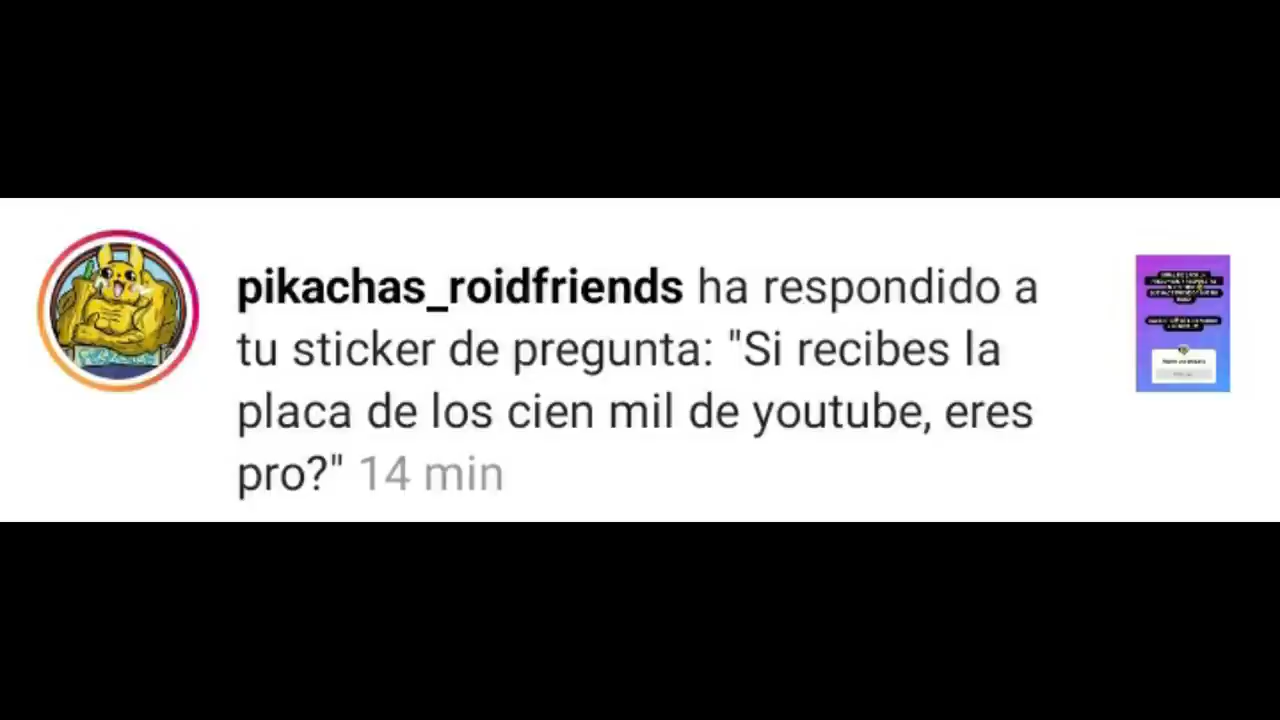 pikachas_roidfriends ha respondido a
tu sticker de pregunta: "Si recibes la
placa de los cien mil de youtube, eres
pro?" 14 min